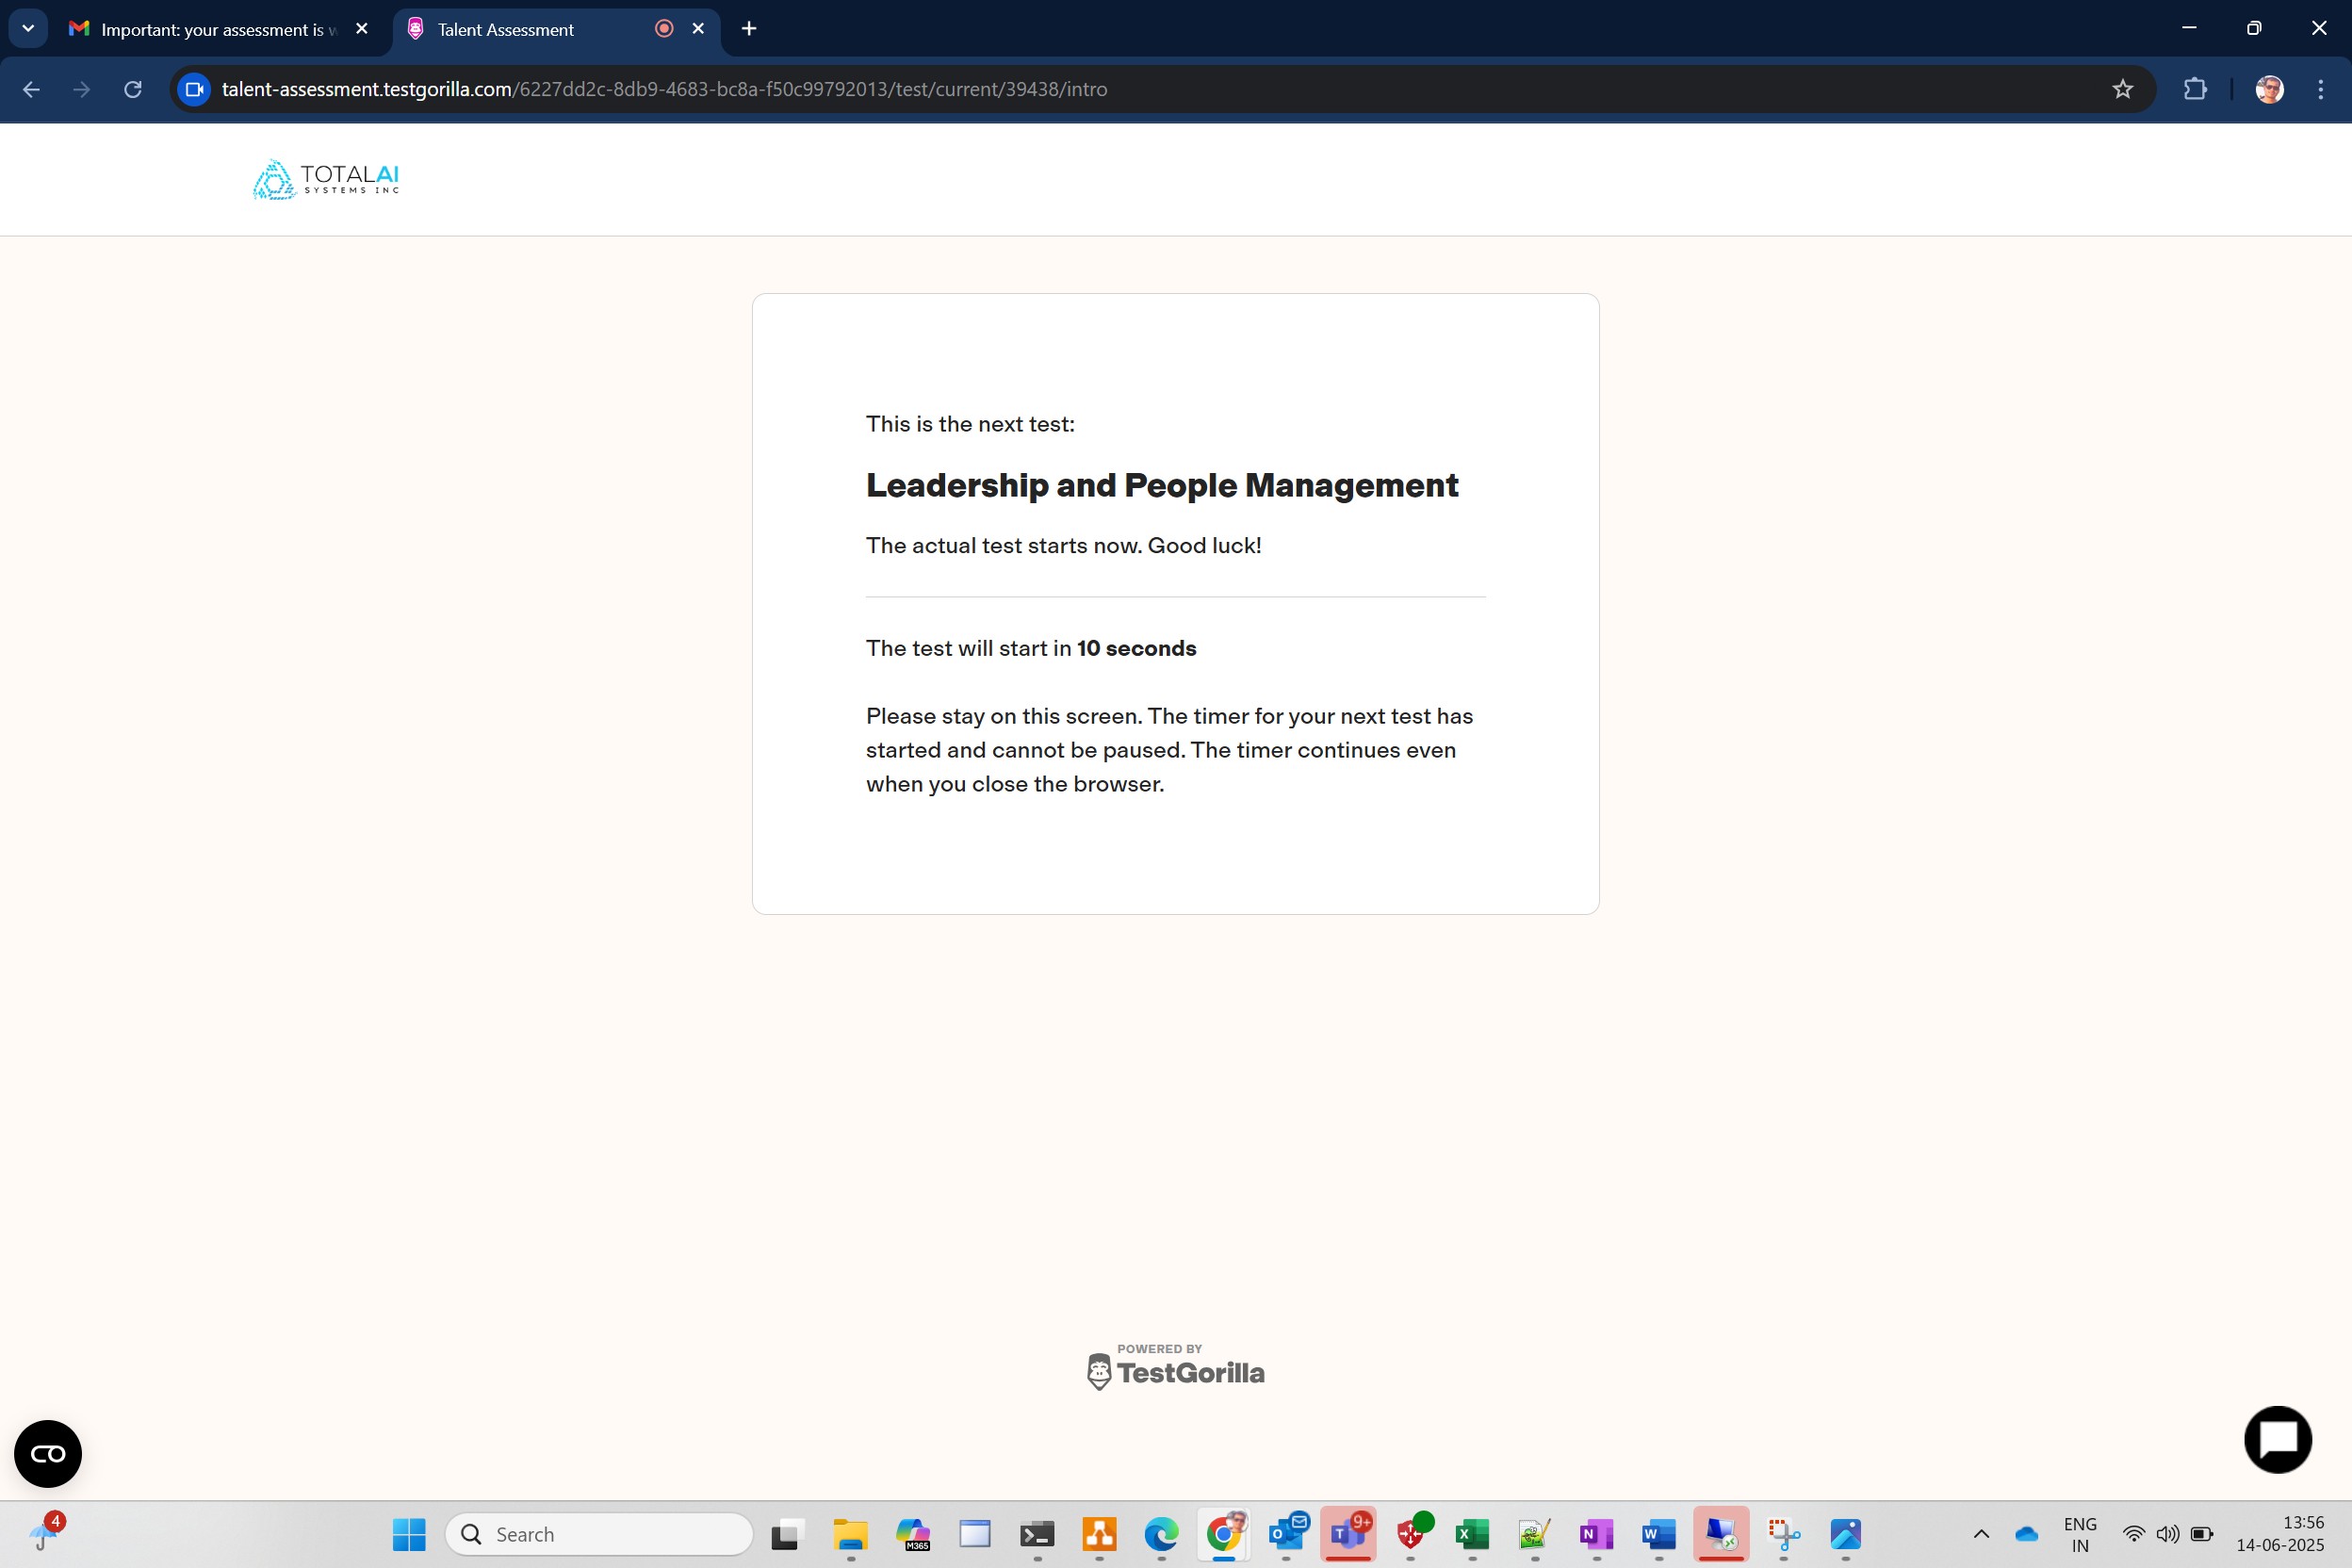 Important: your assessment is w
Talent Assessment
talent-assessment.testgorilla.com/6227dd2c-8db9-4683-bc8a-f50c99792013/test/current/39438/intro
TOTALAI
SYSTEMS INC
This is the next test:
Leadership and People Management
The actual test starts now. Good luck!
The test will start in 10 seconds
Please stay on this screen. The timer for your next test has
started and cannot be paused. The timer continues even
when you close the browser.
POWERED BY
TestGorilla
4
Search
M365
9+
ENG
IN
13:56
14-06-2025